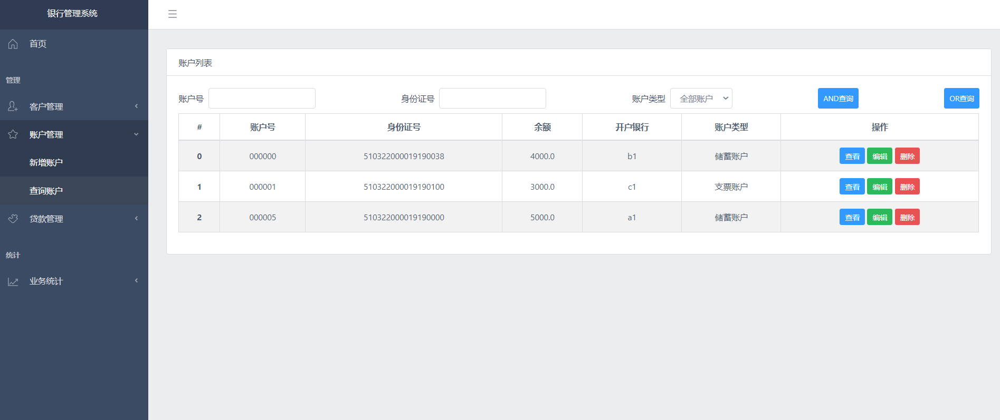 银行管理系统
首页
管理
客户管理
账户管理
新增账户
查询账户
贷款管理
统计
业务统计
账户列表
账户号 身份证号 账户类型 全部账户 AND查询 OR查询
# 账户号 身份证号 余额 开户银行 账户类型 操作
0 000000 510322000019190038 4000.0 b1 储蓄账户 查看 编辑 删除
1 000001 510322000019190100 3000.0 c1 支票账户 查看 编辑 删除
2 000005 510322000019190000 5000.0 a1 储蓄账户 查看 编辑 删除